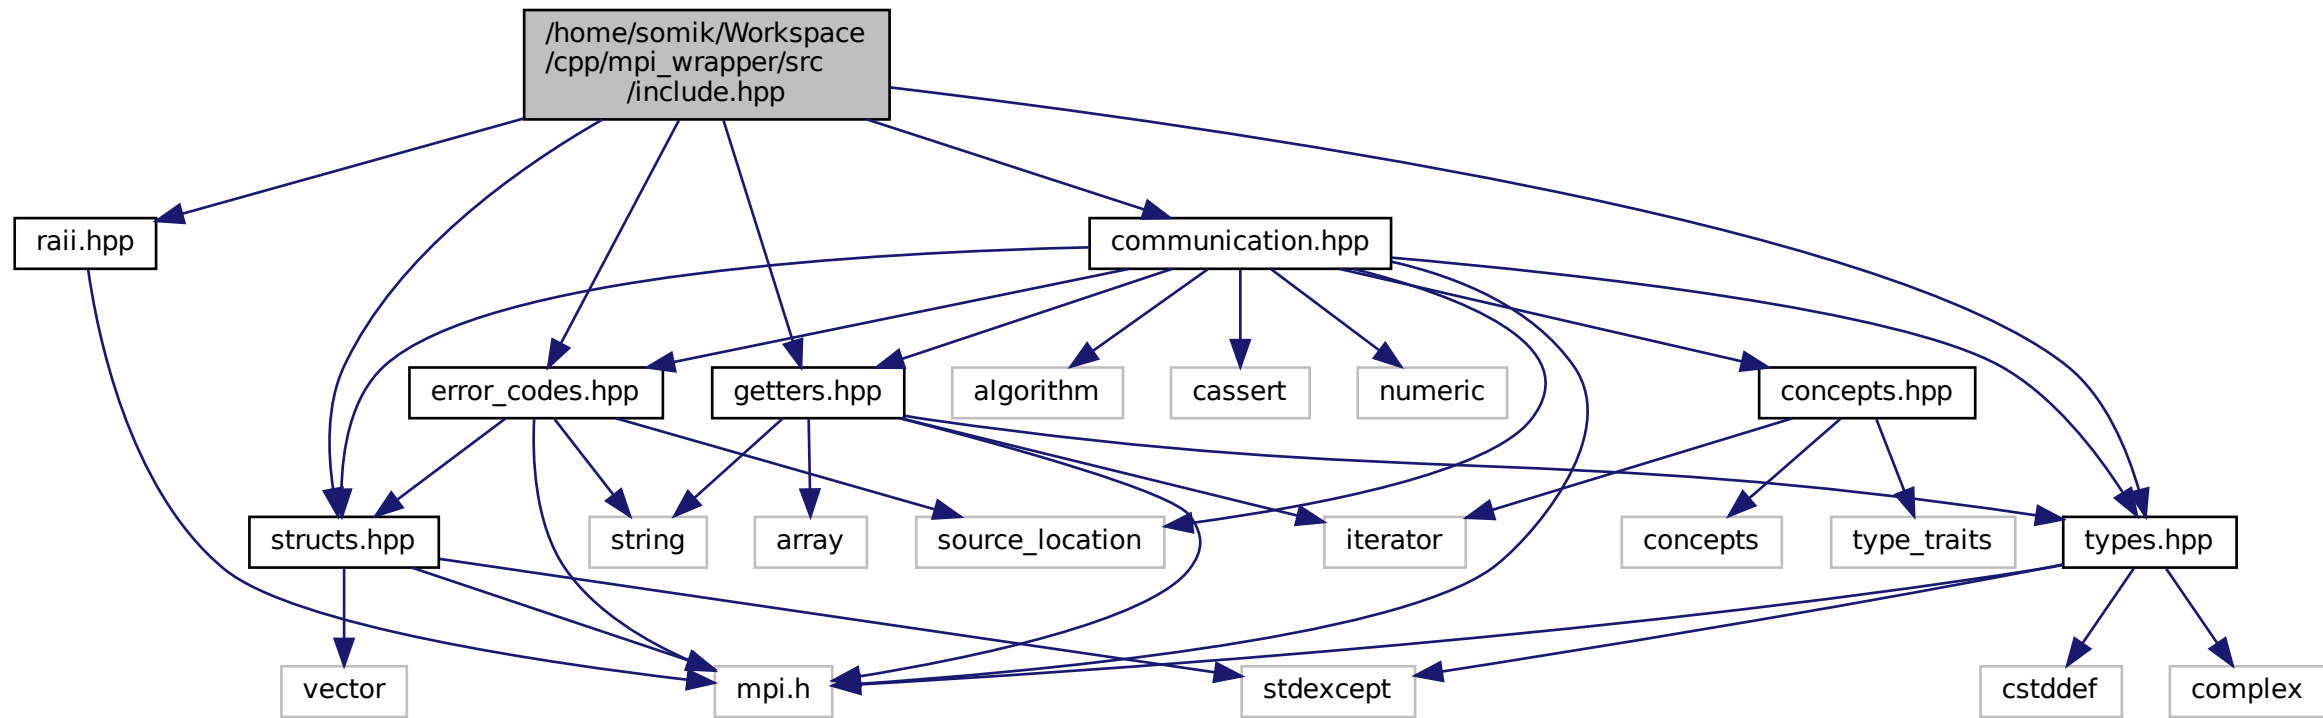 /home/somik/Workspace
/cpp/mpi_wrapper/src
/include.hpp
raii.hpp
communication.hpp
error_codes.hpp
getters.hpp
algorithm
cassert
numeric
concepts.hpp
structs.hpp
string
array
source_location
iterator
concepts
type_traits
types.hpp
vector
mpi.h
stdexcept
cstddef
complex